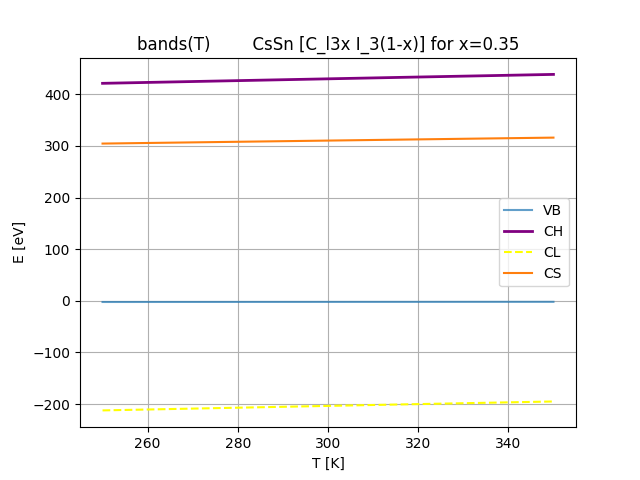 bands(T) CsSn [C_l3x I_3(1-x)] for x=0.35
E [eV]
400
300
200
100
0
−100
−200
VB
CH
CL
CS
260 280 300 320 340
T [K]